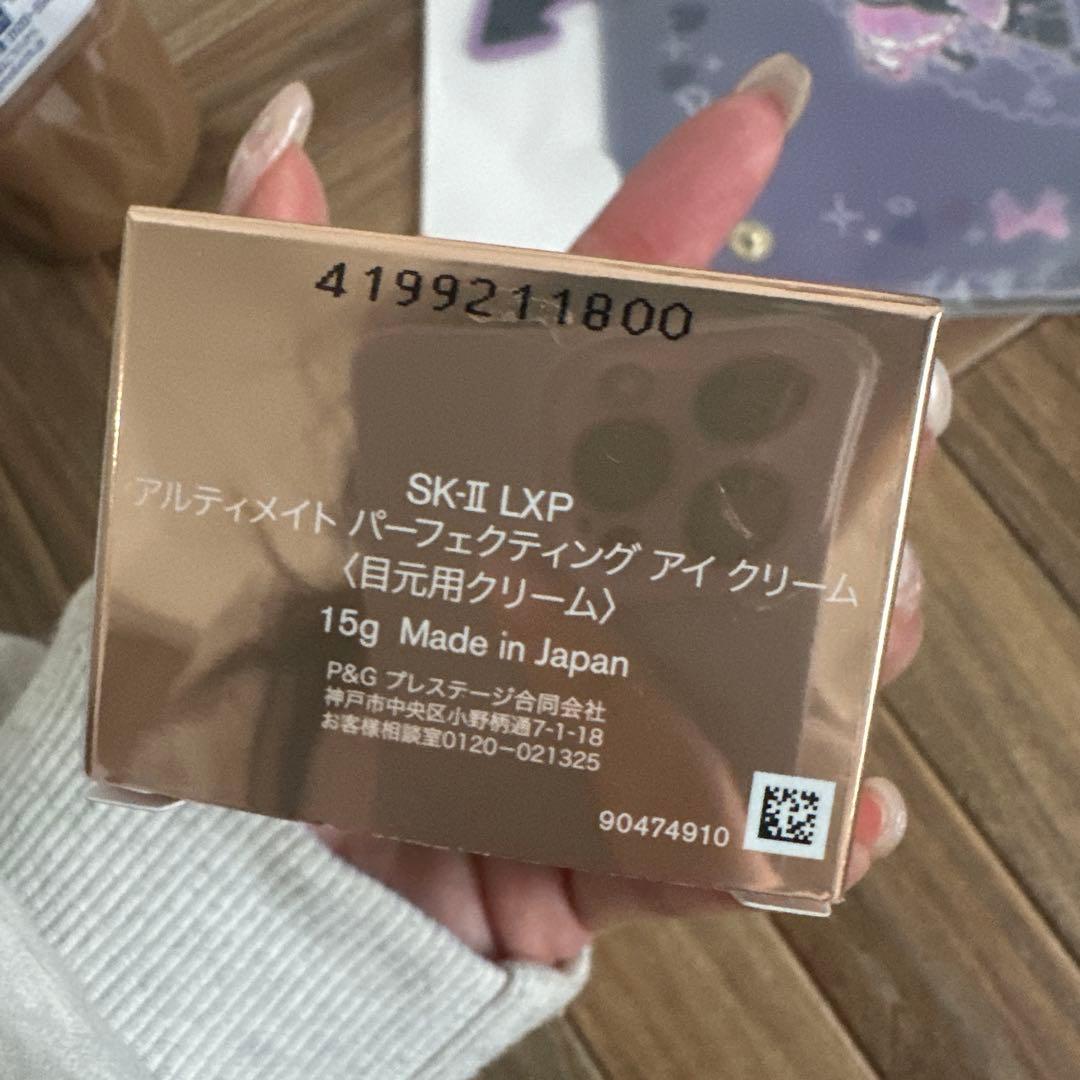 4199211800
SK-II LXP
アルティメイト パーフェクティング アイ クリーム
〈目元用クリーム〉
15g Made in Japan
P&G プレステージ合同会社
神戸市中央区小野柄通7-1-18
お客様相談室0120-021325
90474910